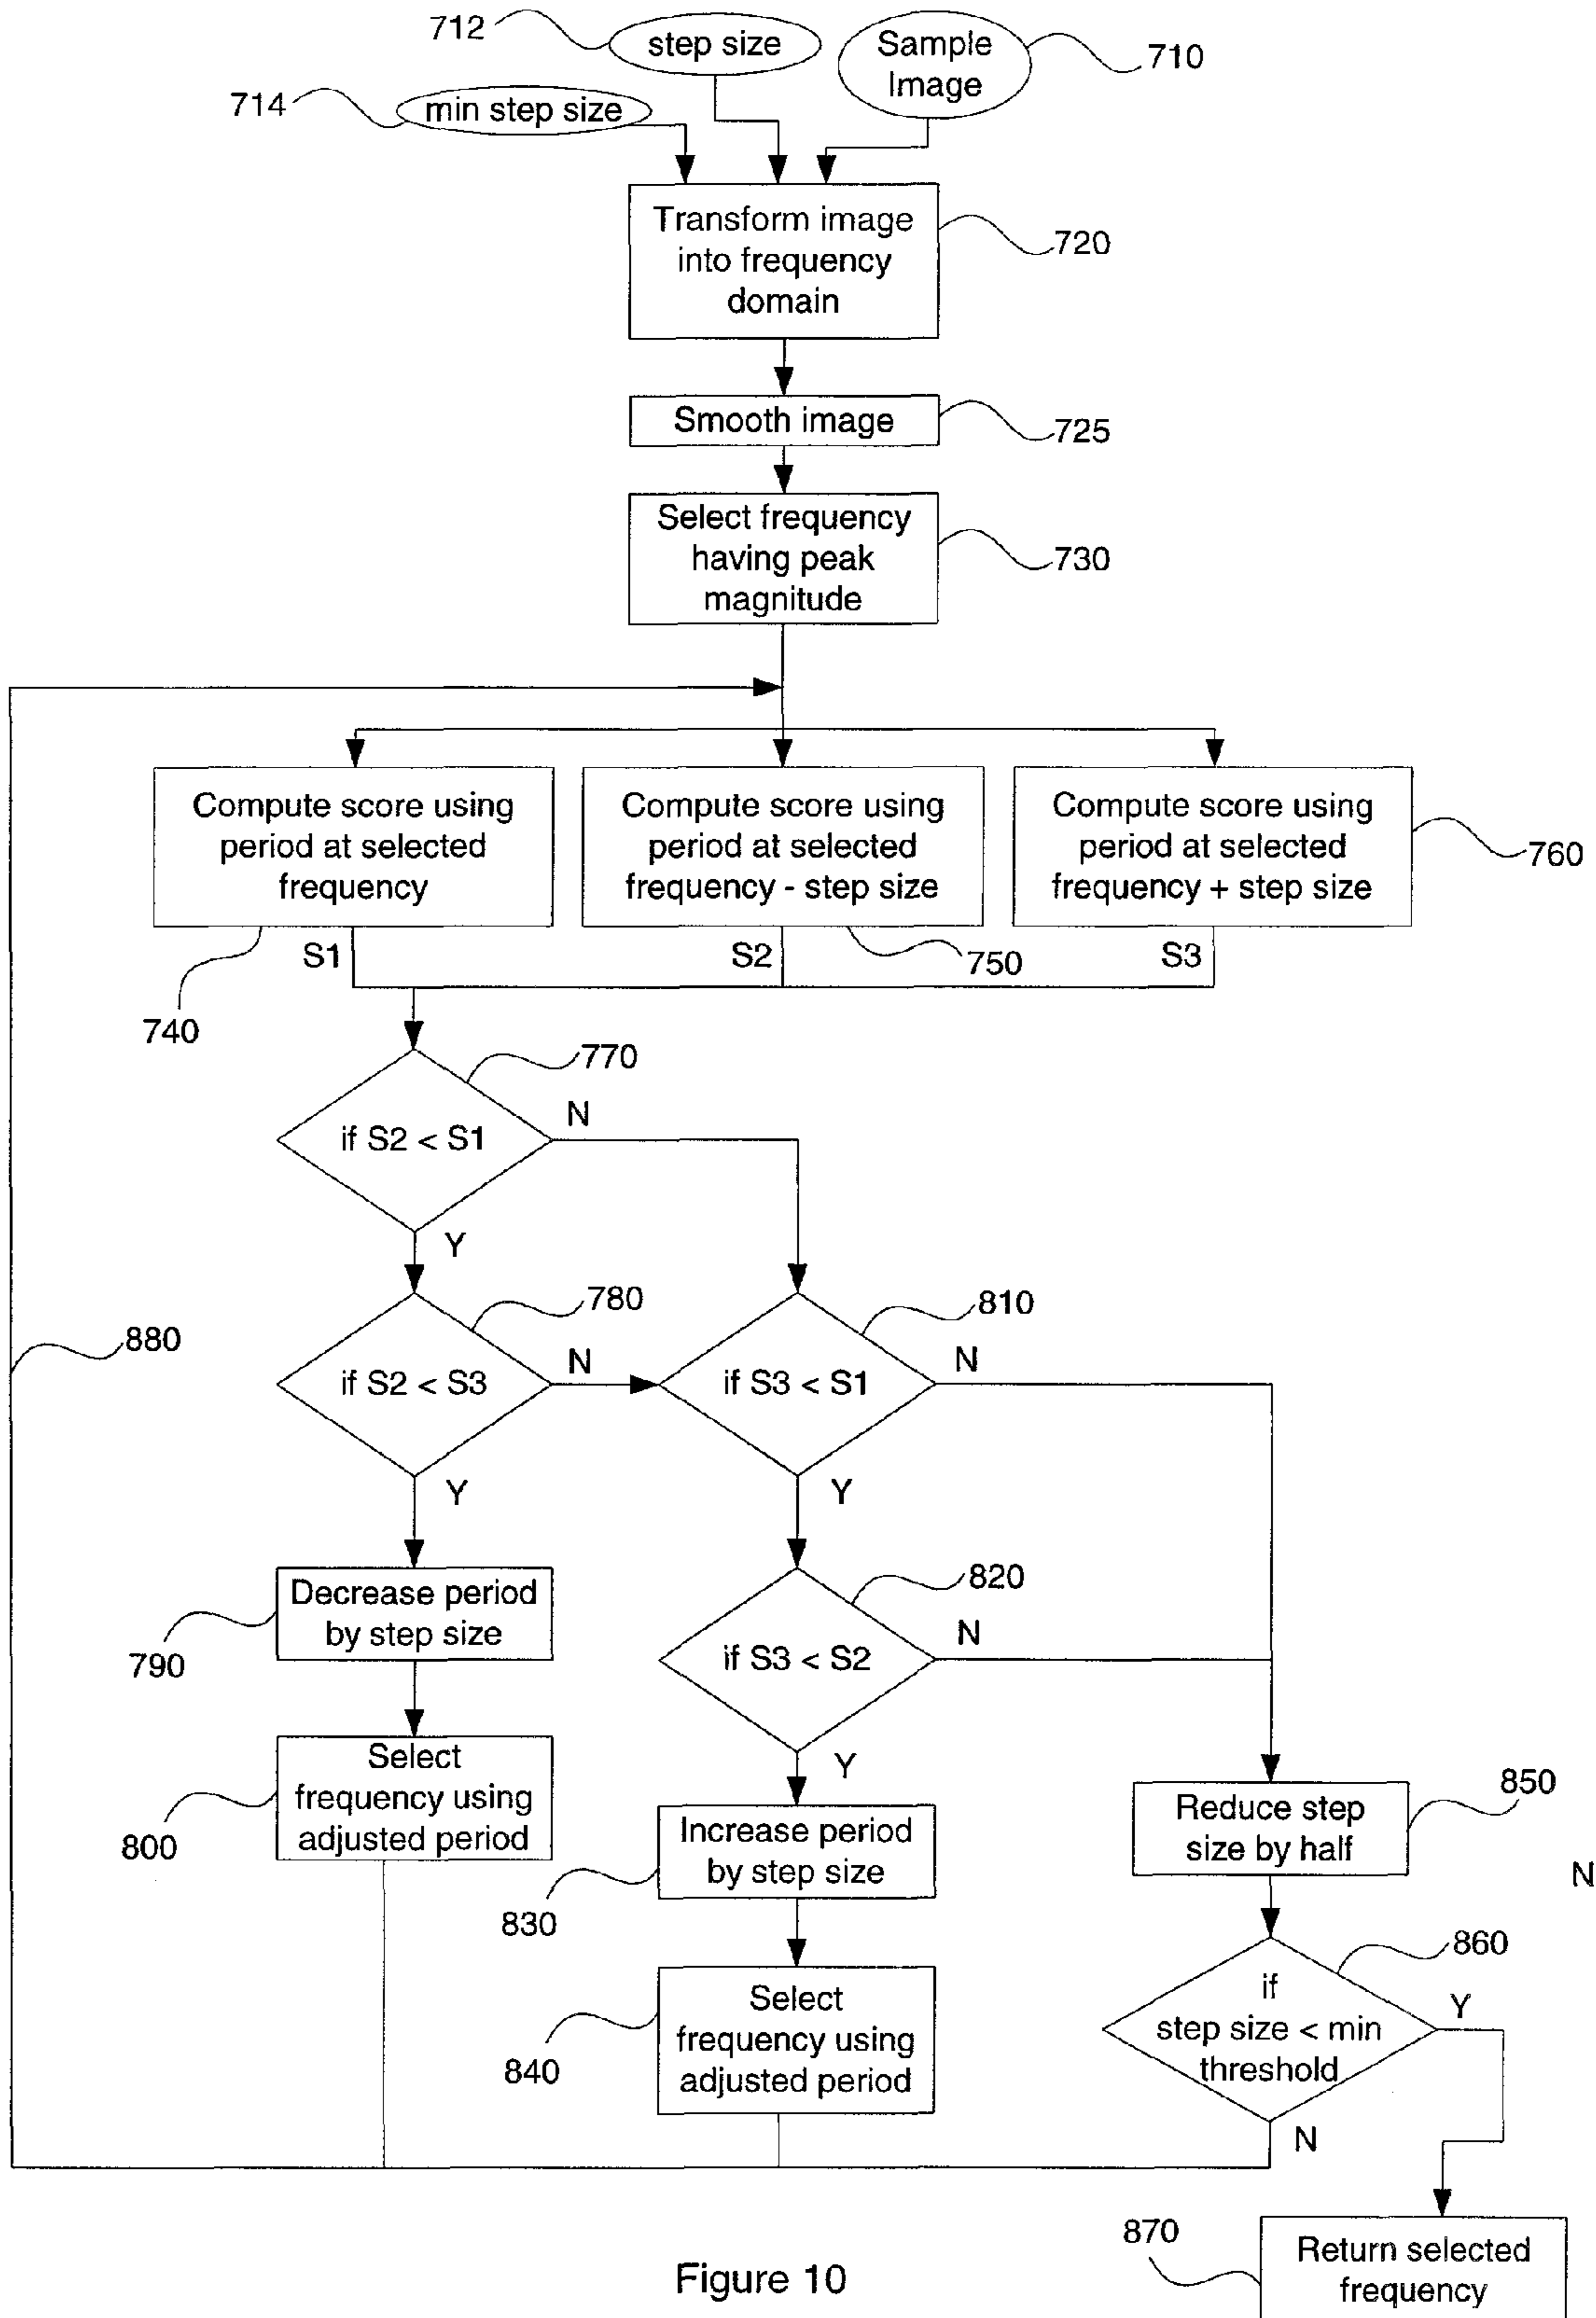 712
step size
Sample
Image
710
714
min step size
Transform image
into frequency
domain
720
Smooth image
725
Select frequency
having peak
magnitude
730
Compute score using
period at selected
frequency
Compute score using
period at selected
frequency - step size
Compute score using
period at selected
frequency + step size
760
S1
S2
750
S3
740
770
if S2 < S1
N
Y
780
810
880
if S2 < S3
N
if S3 < S1
N
Y
Y
Decrease period
by step size
790
820
if S3 < S2
N
Select
frequency using
adjusted period
800
Y
Increase period
by step size
830
Reduce step
size by half
850
N
Select
frequency using
adjusted period
840
860
if
step size < min
threshold
Y
N
870
Return selected
frequency
Figure 10